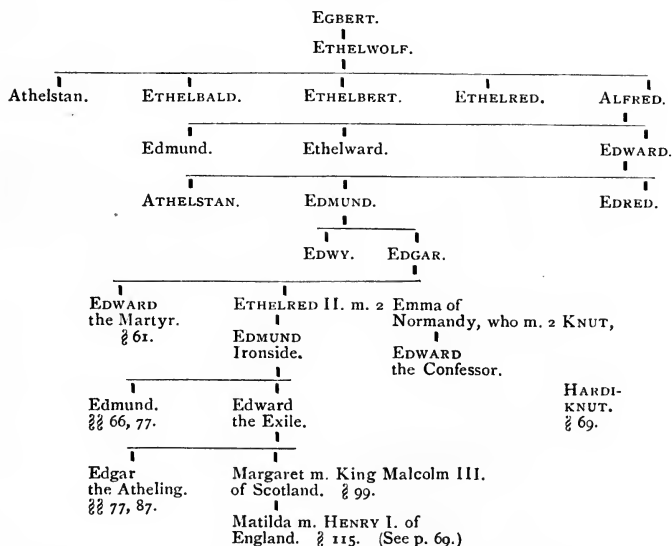 EGBERT.
ETHELWOLF.
Athelstan. ETHELBALD. ETHELBERT. ETHELRED. ALFRED.
Edmund. Ethelward. EDWARD.
ATHELSTAN. EDMUND. EDRED.
EDWY. EDGAR.
EDWARD ETHELRED II. m. 2 Emma of
the Martyr. Normandy, who m. 2 KNUT,
§ 61. EDMUND
Ironside. EDWARD
the Confessor.
Edmund. Edward HARDI-
§§ 66, 77. the Exile. KNUT.
§ 69.
Edgar Margaret m. King Malcolm III.
the Atheling. of Scotland. § 99.
§§ 77, 87.
Matilda m. HENRY I. of
England. § 115. (See p. 69.)